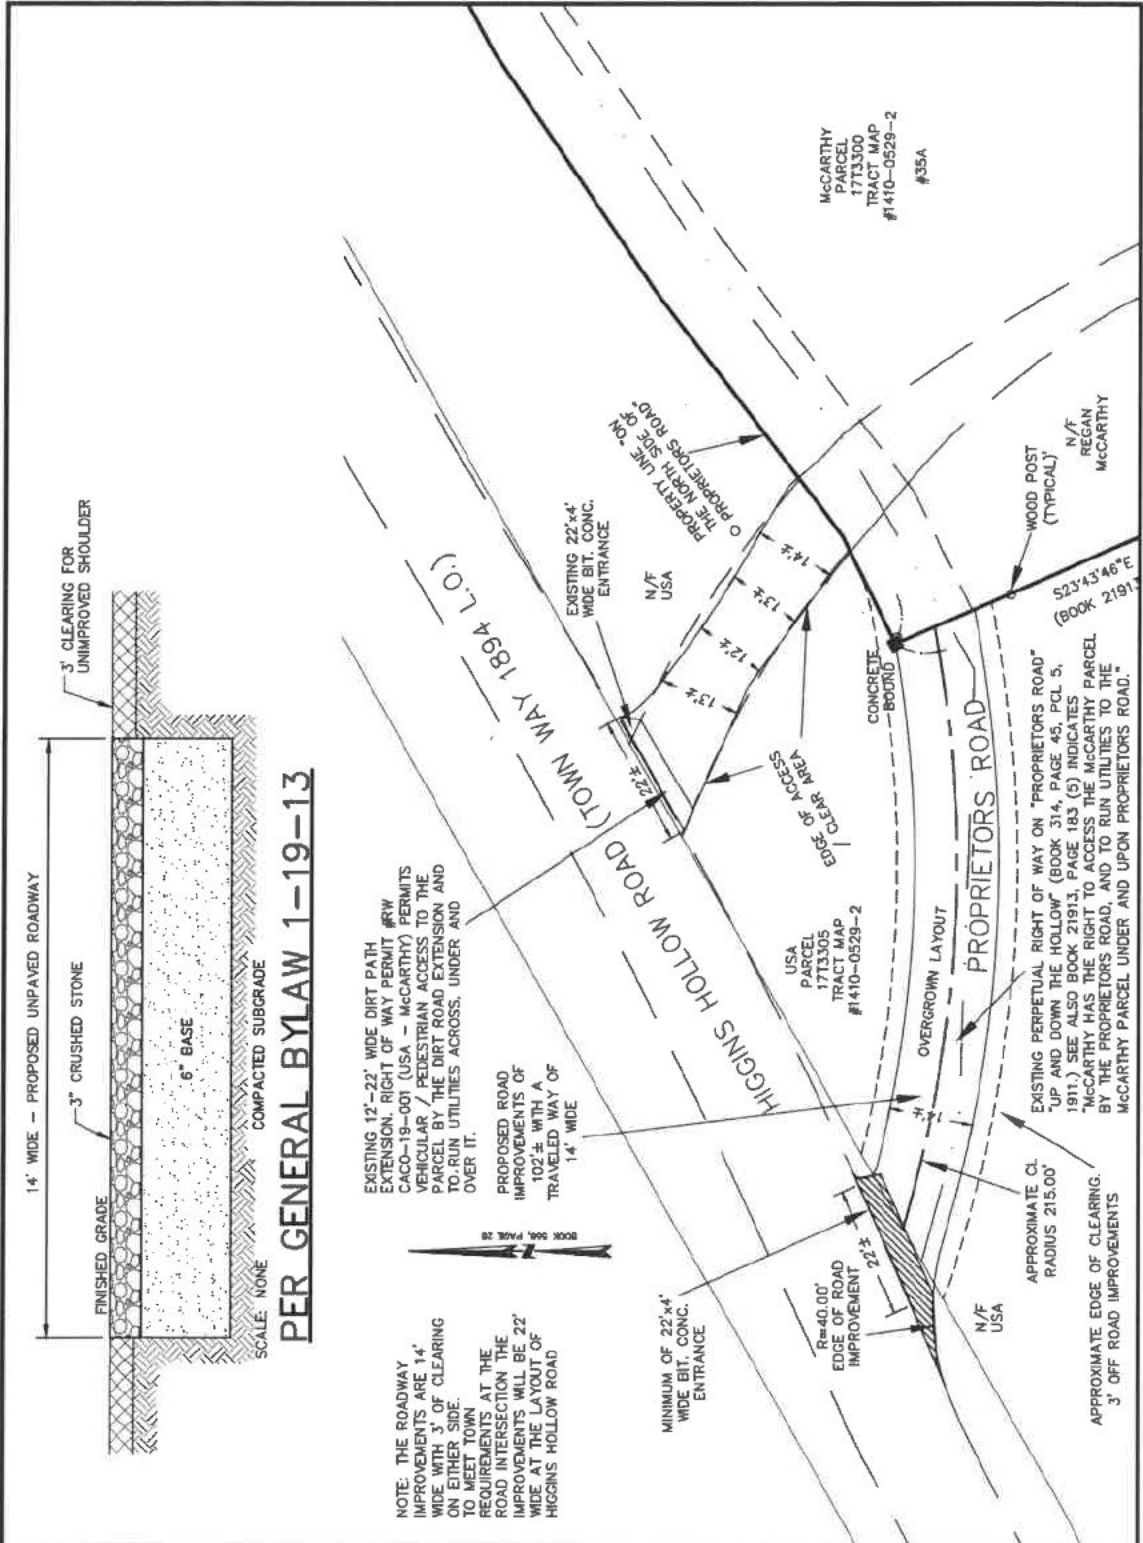 14' WIDE - PROPOSED UNPAVED ROADWAY
3" CRUSHED STONE
FINISHED GRADE
3' CLEARING FOR
UNIMPROVED SHOULDER
6" BASE
SCALE: NONE
COMPACTED SUBGRADE
PER GENERAL BYLAW 1-19-13
NOTE: THE ROADWAY
IMPROVEMENTS ARE 14'
WIDE WITH 3' OF CLEARING
ON EITHER SIDE.
TO MEET TOWN
REQUIREMENTS AT THE
ROAD INTERSECTION THE
IMPROVEMENTS WILL BE 22'
WIDE AT THE LAYOUT OF
HIGGINS HOLLOW ROAD
BOOK 568, PAGE 28
EXISTING 12'-22' WIDE DIRT PATH
EXTENSION. RIGHT OF WAY PERMIT #RW
CACO-19-001 (USA - McCARTHY) PERMITS
VEHICULAR / PEDESTRIAN ACCESS TO THE
PARCEL BY THE DIRT ROAD EXTENSION AND
TO RUN UTILITIES ACROSS, UNDER AND
OVER IT.
PROPOSED ROAD
IMPROVEMENTS OF
102'± WITH A
TRAVELED WAY OF
14' WIDE
HIGGINS HOLLOW ROAD (TOWN WAY 1894 L.O.)
EXISTING 22'x4'
WIDE BIT. CONC.
ENTRANCE
N/F
USA
PROPERTY LINE "ON
THE NORTH SIDE OF
PROPRIETORS ROAD"
McCARTHY
PARCEL
17T3300
TRACT MAP
#1410-0529-2
#35A
22'±
13'±
12'±
13'±
14'±
EDGE OF ACCESS
/ CLEAR AREA
CONCRETE
BOUND
WOOD POST
(TYPICAL)
N/F
REGAN
McCARTHY
S23°43'46"E
(BOOK 21913
USA
PARCEL
17T3305
TRACT MAP
#1410-0529-2
OVERGROWN LAYOUT
PROPRIETORS ROAD
14'±
MINIMUM OF 22'x4'
WIDE BIT. CONC.
ENTRANCE
22'±
R=40.00'
EDGE OF ROAD
IMPROVEMENT
N/F
USA
APPROXIMATE CL
RADIUS 215.00'
APPROXIMATE EDGE OF CLEARING.
3' OFF ROAD IMPROVEMENTS
EXISTING PERPETUAL RIGHT OF WAY ON "PROPRIETORS ROAD"
"UP AND DOWN THE HOLLOW" (BOOK 314, PAGE 45, PCL 5,
1911.) SEE ALSO BOOK 21913, PAGE 183 (5) INDICATES
"McCARTHY HAS THE RIGHT TO ACCESS THE McCARTHY PARCEL
BY THE PROPRIETORS ROAD, AND TO RUN UTILITIES TO THE
McCARTHY PARCEL UNDER AND UPON PROPRIETORS ROAD."